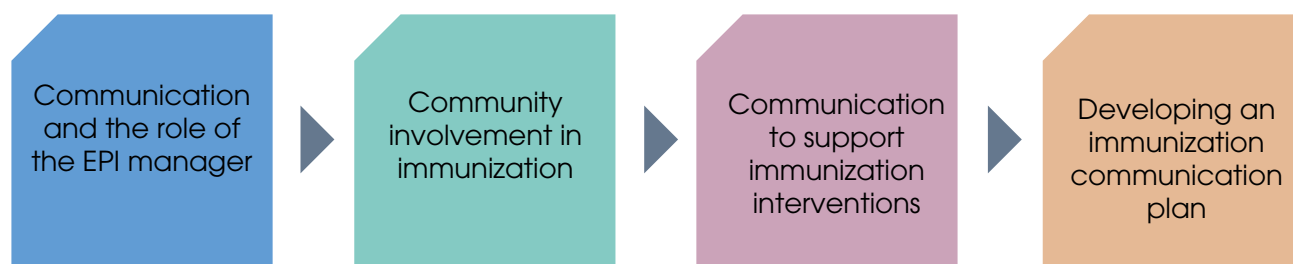 Communication
and the role of
the EPI manager
Community
involvement in
immunization
Communication
to support
immunization
interventions
Developing an
immunization
communication
plan